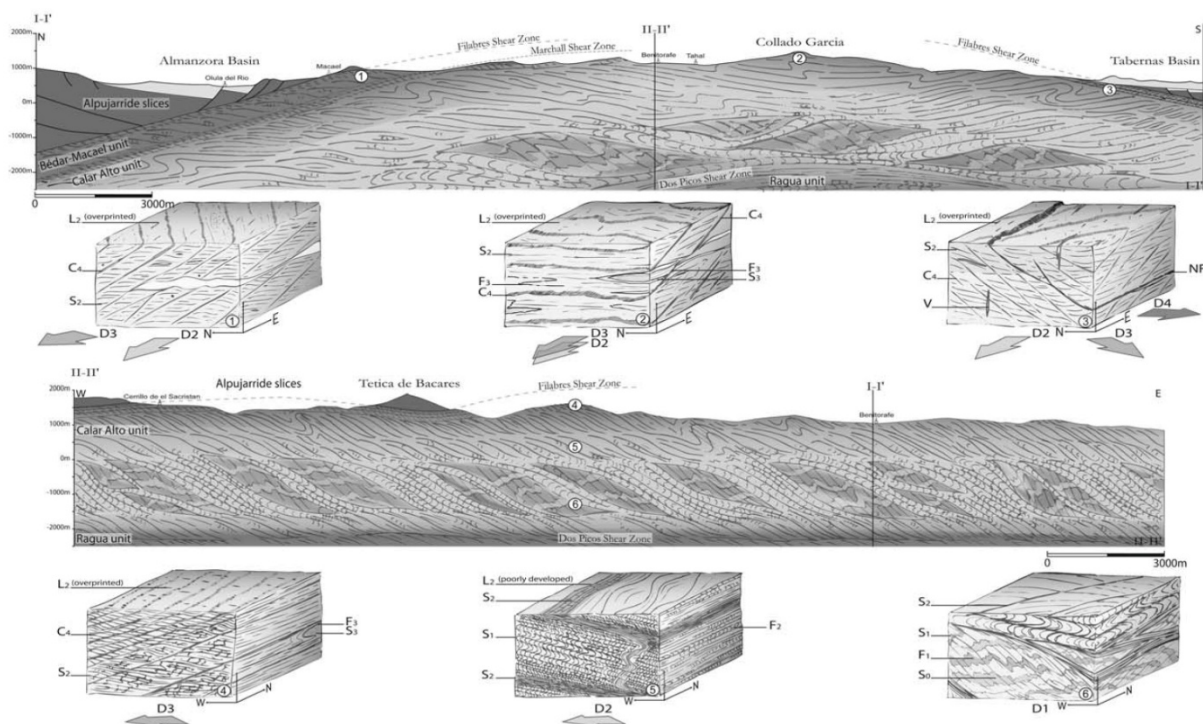 I-I'
N
II-II'
S
Almanzora Basin
Olula del Rio
Macael
Filabres Shear Zone
Marchall Shear Zone
Benitorafe
Tahal
Collado Garcia
Filabres Shear Zone
Tabernas Basin
2000m
1000m
0m
-1000m
-2000m
Alpujarride slices
Bédar-Macael unit
Calar Alto unit
Dos Picos Shear Zone
Ragua unit
1
2
3
0
3000m
L2 (overprinted)
C4
S2
1
N
E
D3
D2
L2 (overprinted)
S2
F3
C4
C4
F3
S3
2
N
E
D3
D2
L2 (overprinted)
S2
C4
V
3
N
E
D4
D2
D3
II-II'
W
Cerrillo de el Sacristen
Alpujarride slices
Tetica de Bacares
Filabres Shear Zone
I-I'
Benitorafe
E
2000m
1000m
0m
-1000m
-2000m
Calar Alto unit
Ragua unit
Dos Picos Shear Zone
4
5
6
0
3000m
L2 (overprinted)
C4
S2
F3
S3
4
W
N
D3
L2 (poorly developed)
S2
S1
S2
F2
5
W
N
D2
S2
S1
F1
S0
6
W
N
D1